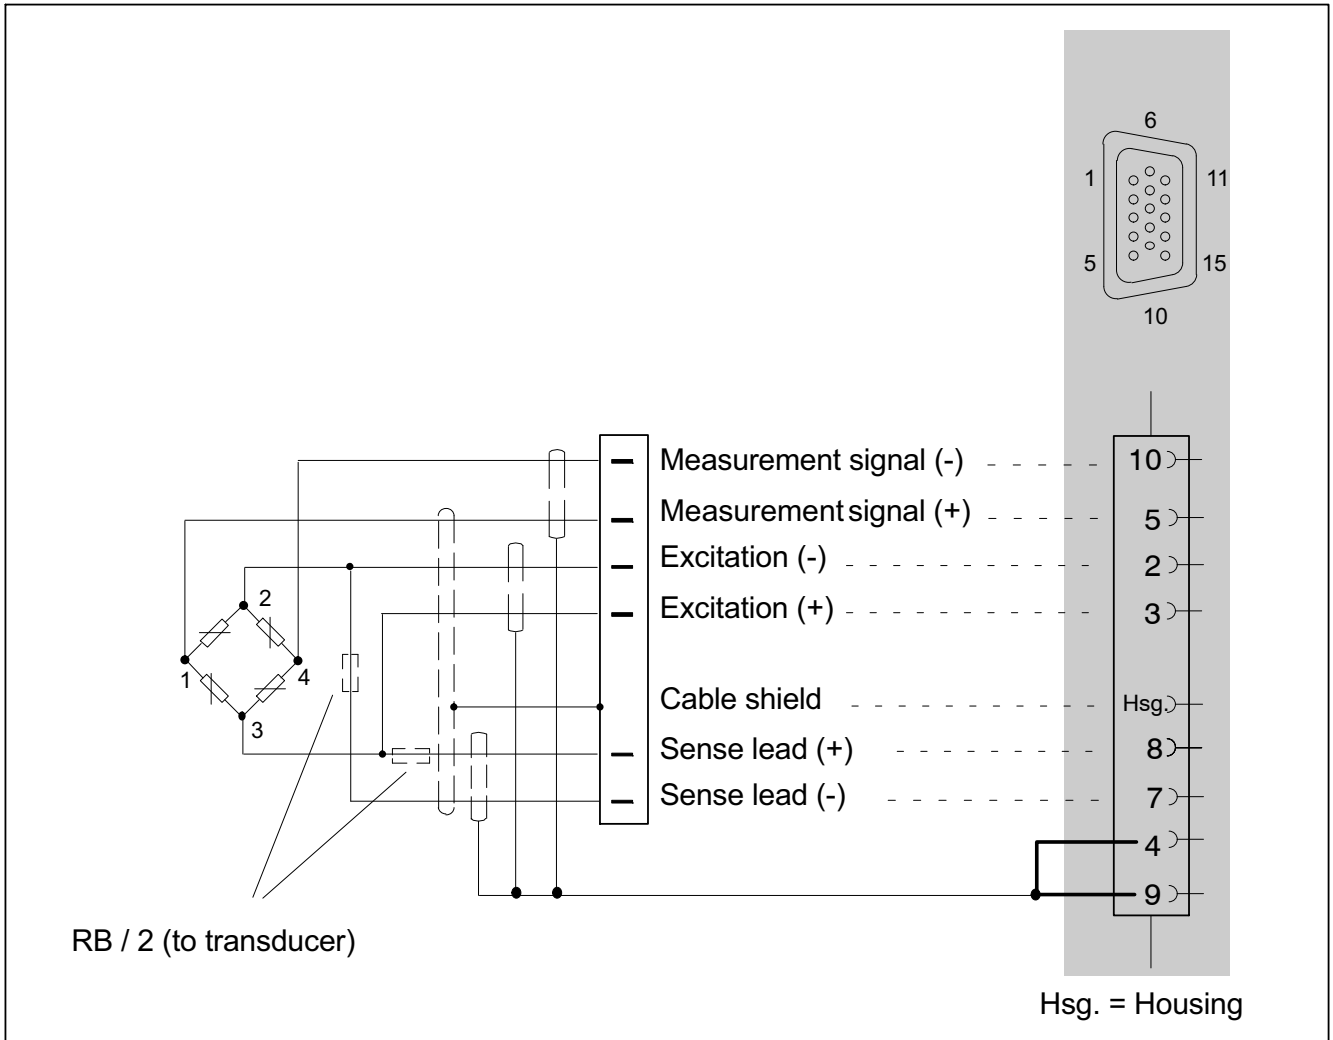 6
1 11
5 15
10
Measurement signal (-) 10
Measurement signal (+) 5
Excitation (-) 2
Excitation (+) 3
2
1 4
3
Cable shield Hsg.
Sense lead (+) 8
Sense lead (-) 7
4
9
RB / 2 (to transducer)
Hsg. = Housing